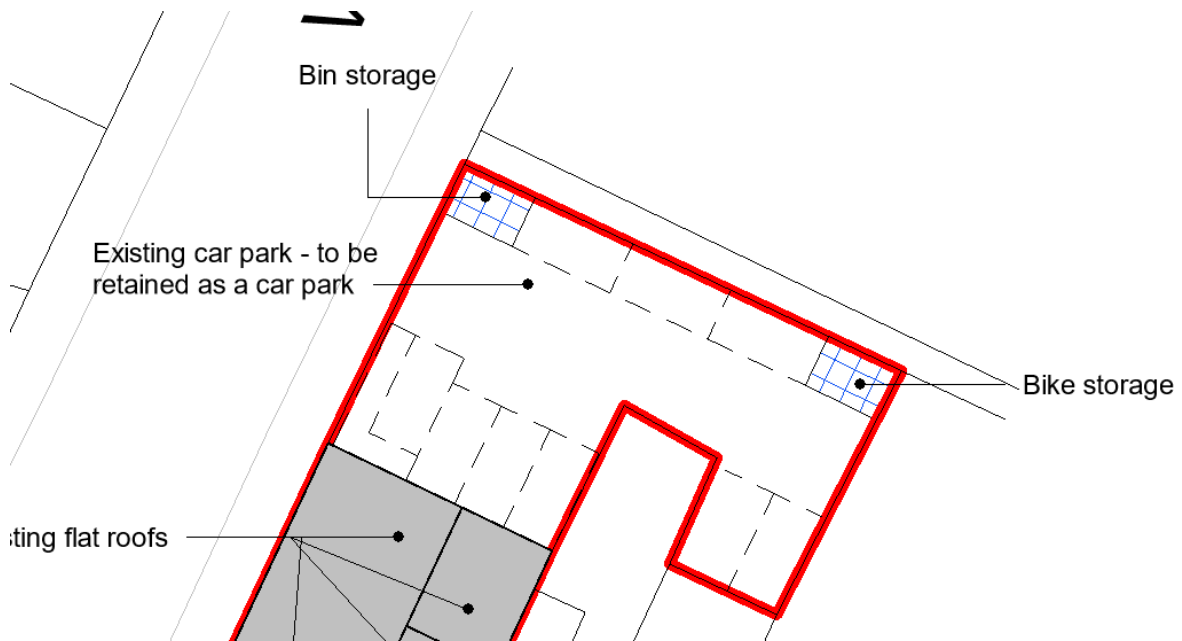 Bin storage
Existing car park - to be
retained as a car park
Bike storage
sting flat roofs